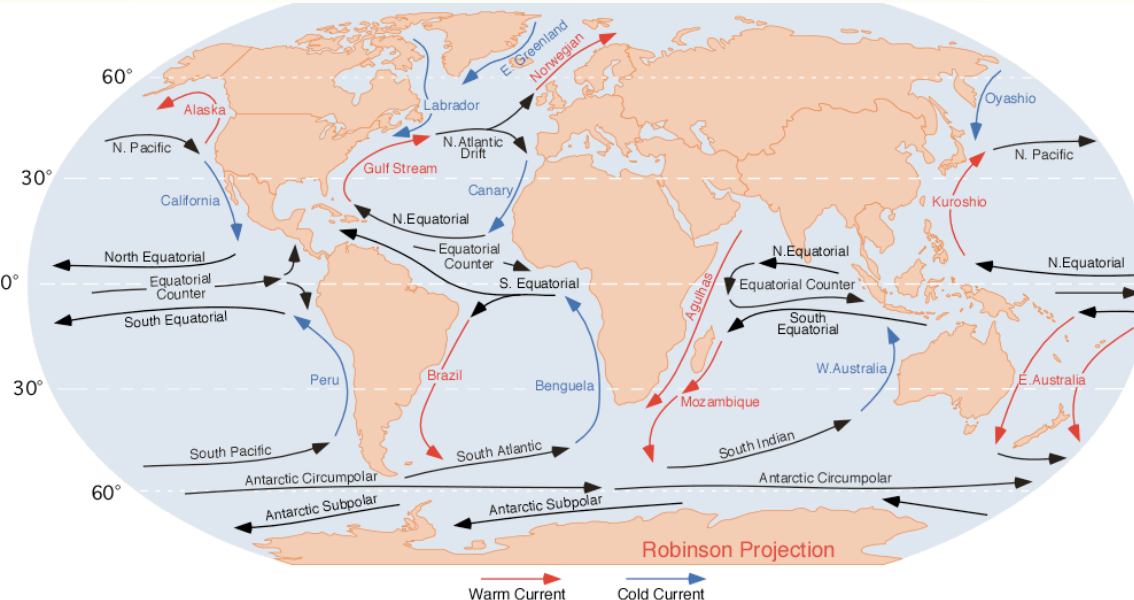 E. Greenland
Norwegian
60°
Alaska
Labrador
Oyashio
N. Pacific
N.Atlantic
Drift
N. Pacific
Gulf Stream
30°
Canary
California
Kuroshio
N.Equatorial
North Equatorial
Equatorial
Counter
N.Equatorial
N.Equatorial
0°
Equatorial
Counter
S. Equatorial
Equatorial Counter
Agulhas
South Equatorial
South
Equatorial
Peru
Brazil
Benguela
W.Australia
E.Australia
30°
Mozambique
South Pacific
South Atlantic
South Indian
Antarctic Circumpolar
Antarctic Circumpolar
60°
Antarctic Subpolar
Antarctic Subpolar
Robinson Projection
Warm Current
Cold Current